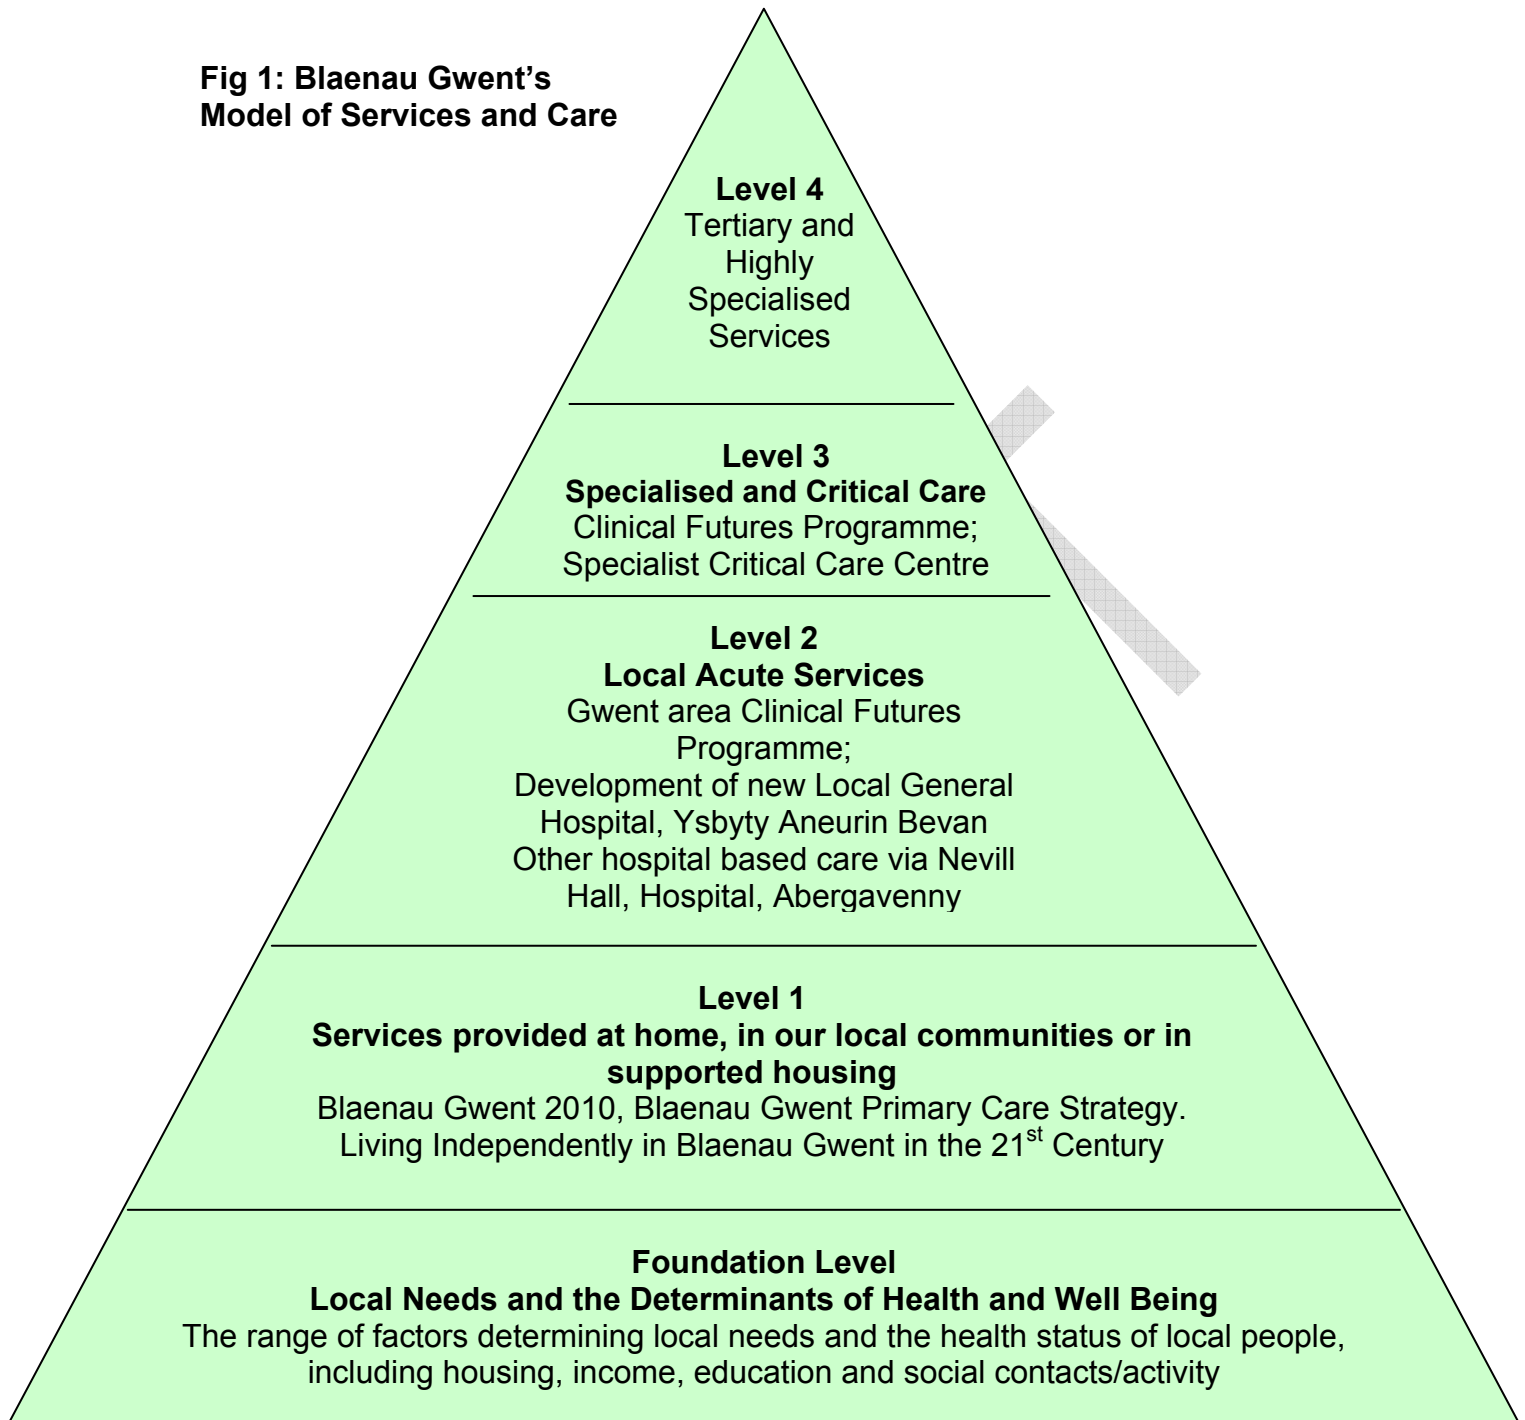 Fig 1: Blaenau Gwent's
Model of Services and Care
Level 4
Tertiary and
Highly
Specialised
Services
Level 3
Specialised and Critical Care
Clinical Futures Programme;
Specialist Critical Care Centre
Level 2
Local Acute Services
Gwent area Clinical Futures
Programme;
Development of new Local General
Hospital, Ysbyty Aneurin Bevan
Other hospital based care via Nevill
Hall, Hospital, Abergavenny
Level 1
Services provided at home, in our local communities or in
supported housing
Blaenau Gwent 2010, Blaenau Gwent Primary Care Strategy.
Living Independently in Blaenau Gwent in the 21st Century
Foundation Level
Local Needs and the Determinants of Health and Well Being
The range of factors determining local needs and the health status of local people,
including housing, income, education and social contacts/activity